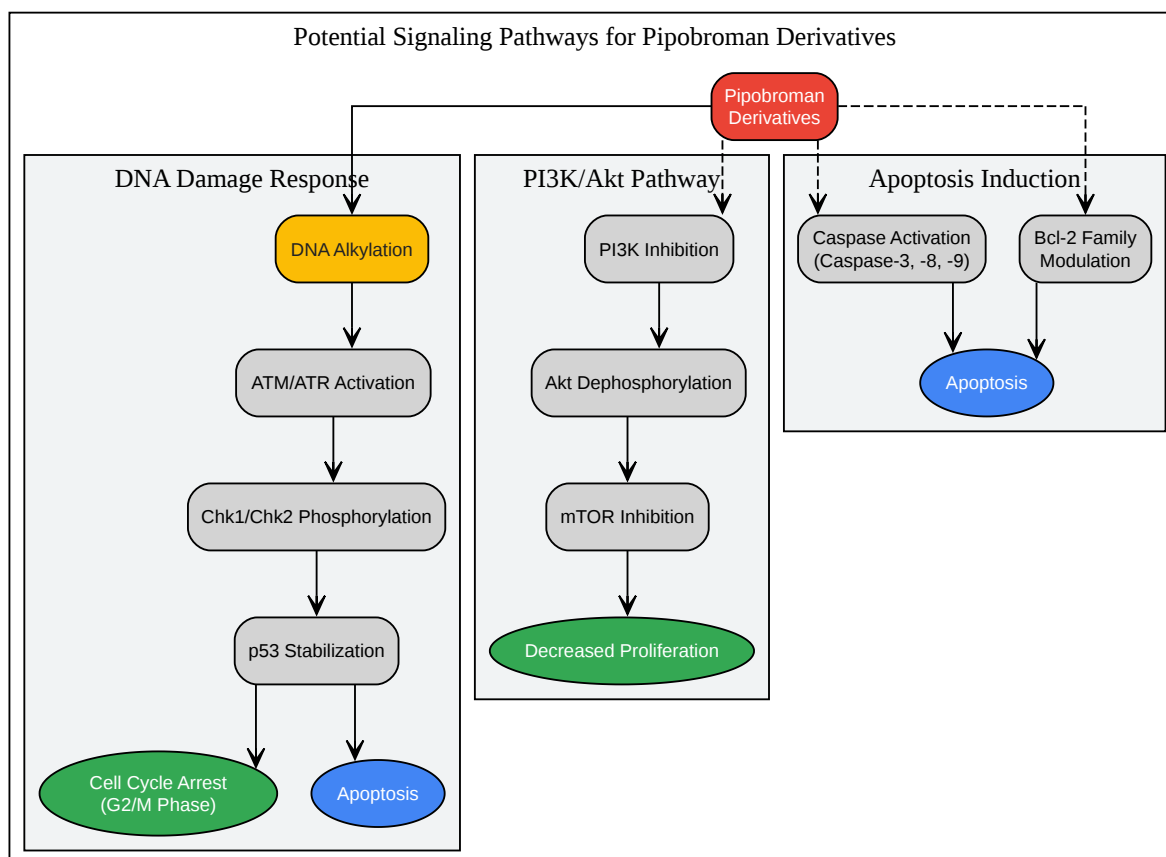 Potential Signaling Pathways for Pipobroman Derivatives
Pipobroman
Derivatives
DNA Damage Response
DNA Alkylation
ATM/ATR Activation
Chk1/Chk2 Phosphorylation
p53 Stabilization
Cell Cycle Arrest
(G2/M Phase)
Apoptosis
PI3K/Akt Pathway
PI3K Inhibition
Akt Dephosphorylation
mTOR Inhibition
Decreased Proliferation
Apoptosis Induction
Caspase Activation
(Caspase-3, -8, -9)
Bcl-2 Family
Modulation
Apoptosis